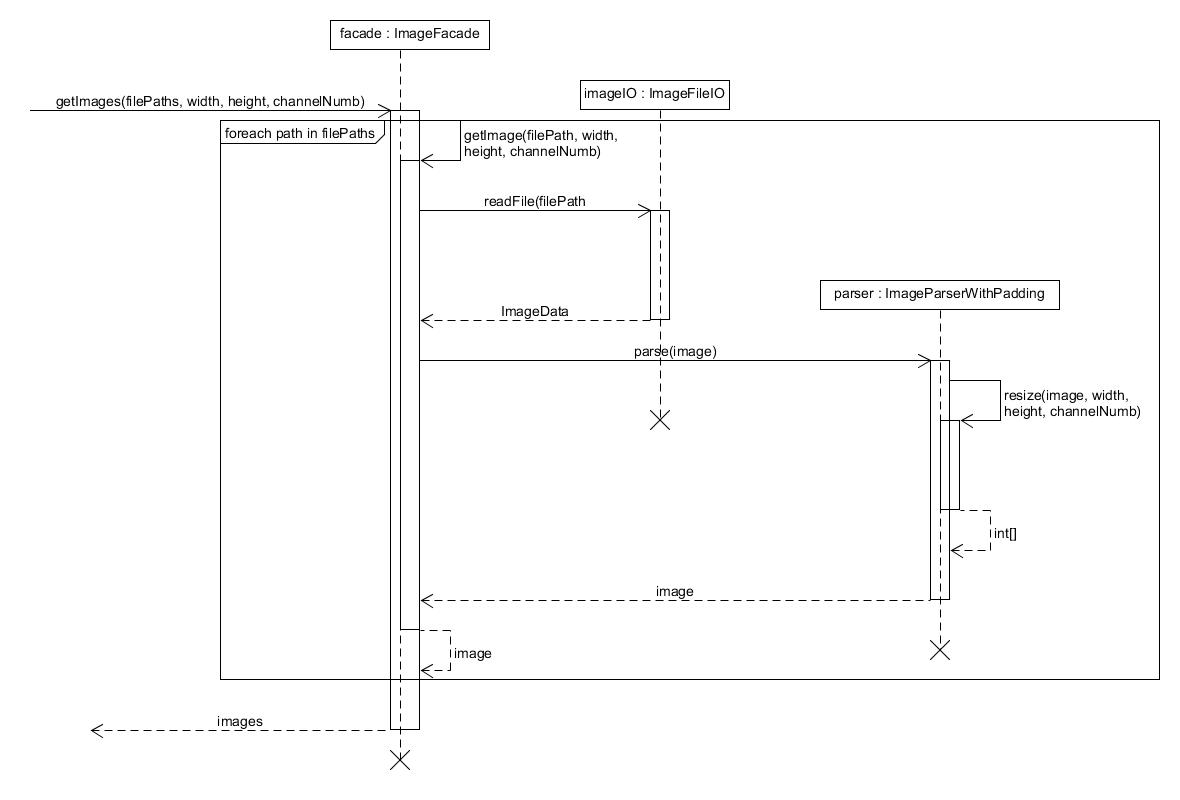 facade : ImageFacade
imageIO : ImageFileIO
getImages(filePaths, width, height, channelNumb)
foreach path in filePaths
getImage(filePath, width,
height, channelNumb)
readFile(filePath
parser : ImageParserWithPadding
ImageData
parse(image)
resize(image, width,
height, channelNumb)
int[]
image
image
images